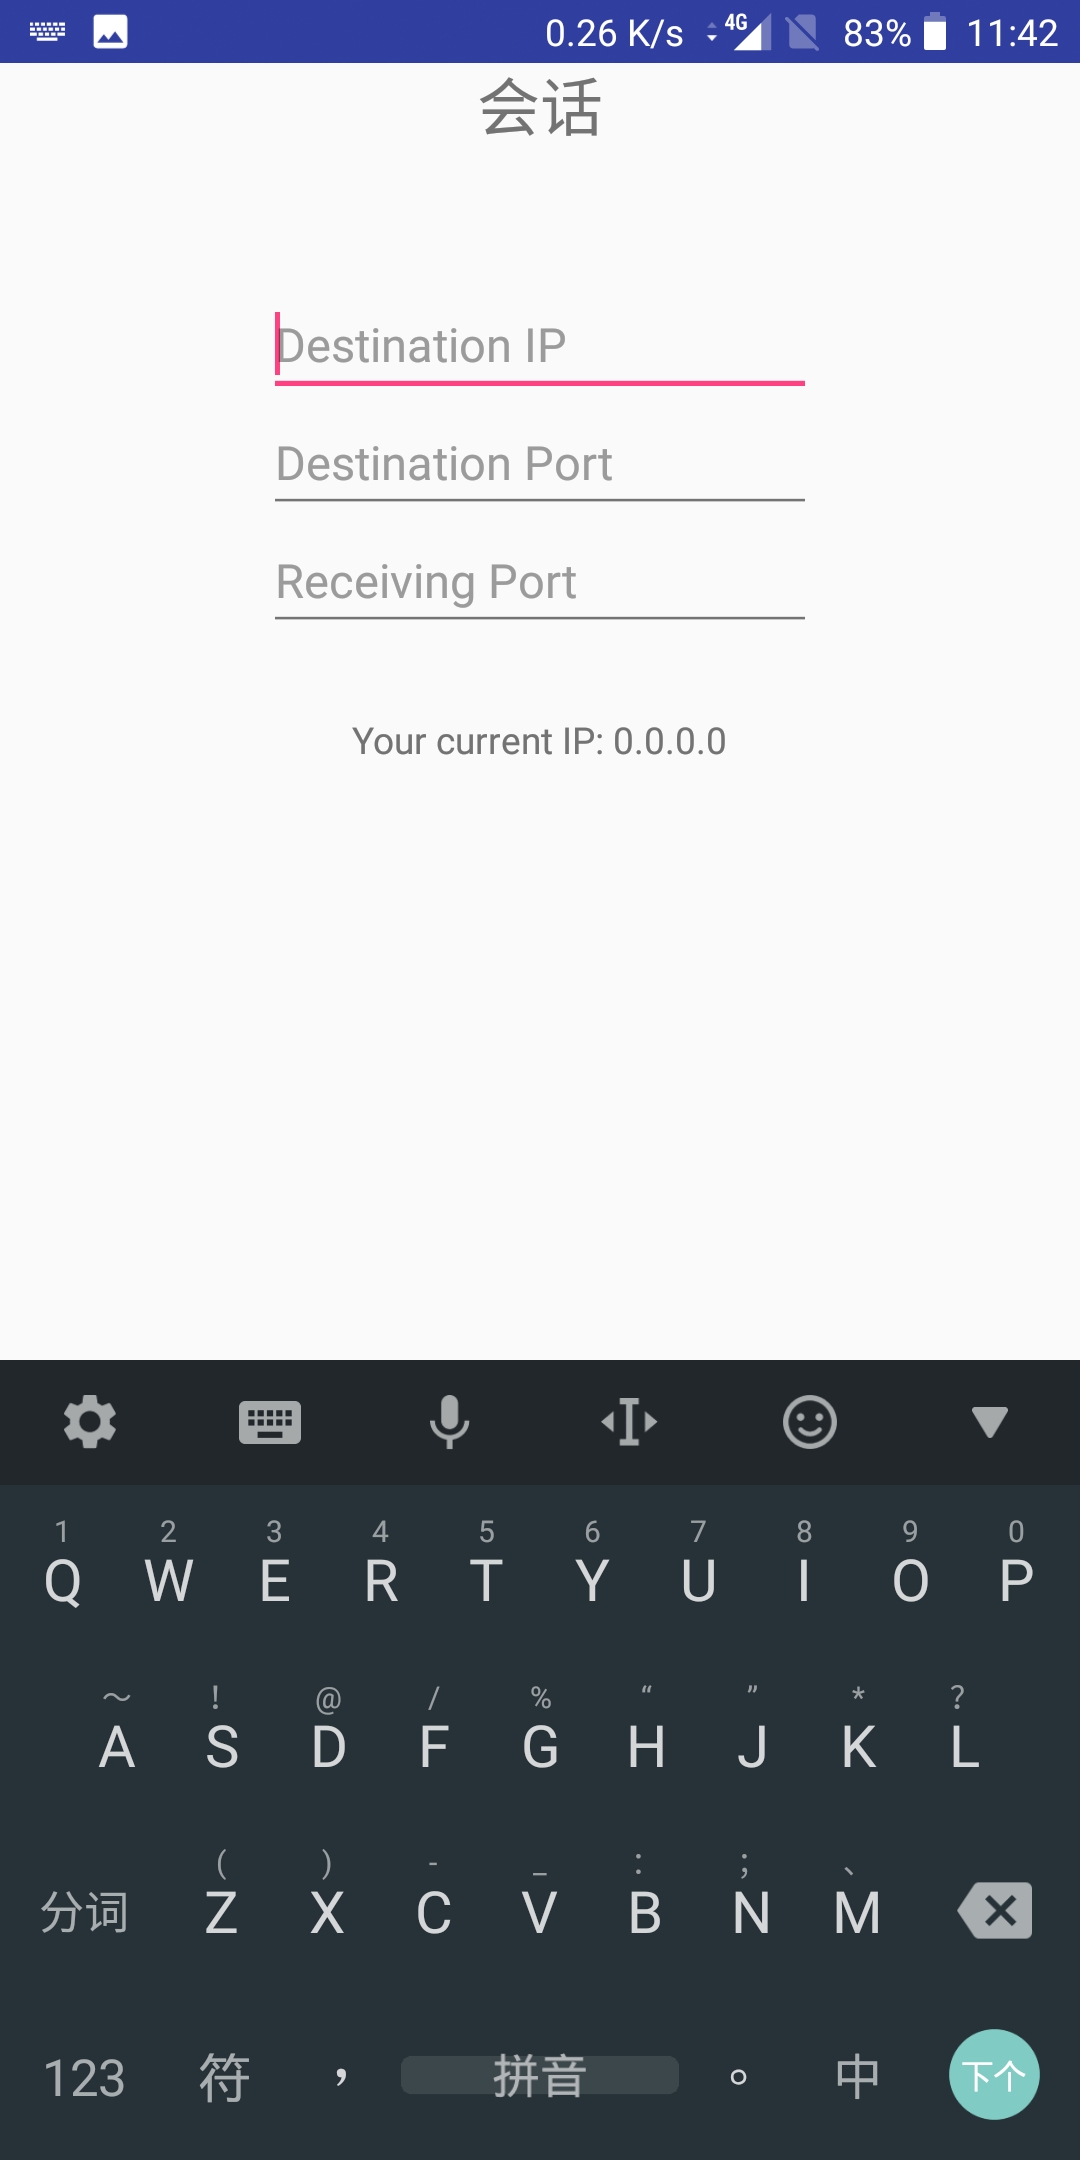 0.26 K/s 4G 83% 11:42
会话
Destination IP
Destination Port
Receiving Port
Your current IP: 0.0.0.0
1 2 3 4 5 6 7 8 9 0
Q W E R T Y U I O P
～ ！ @ / % “ ” * ？
A S D F G H J K L
（ ） - _ ： ； 、
分词 Z X C V B N M
123 符 ， 拼音 。 中 下个